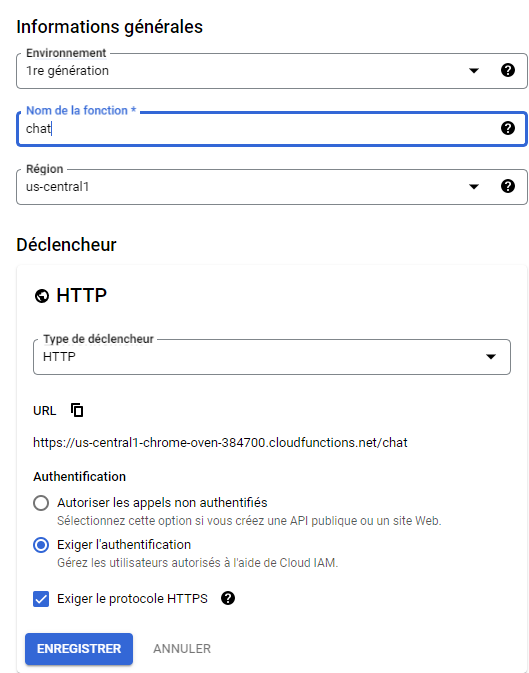 Informations générales
Environnement
1re génération
Nom de la fonction *
chat
Région
us-central1
Déclencheur
HTTP
Type de déclencheur
HTTP
URL
https://us-central1-chrome-oven-384700.cloudfunctions.net/chat
Authentification
Autoriser les appels non authentifiés
Sélectionnez cette option si vous créez une API publique ou un site Web.
Exiger l'authentification
Gérez les utilisateurs autorisés à l'aide de Cloud IAM.
Exiger le protocole HTTPS
ENREGISTRER ANNULER